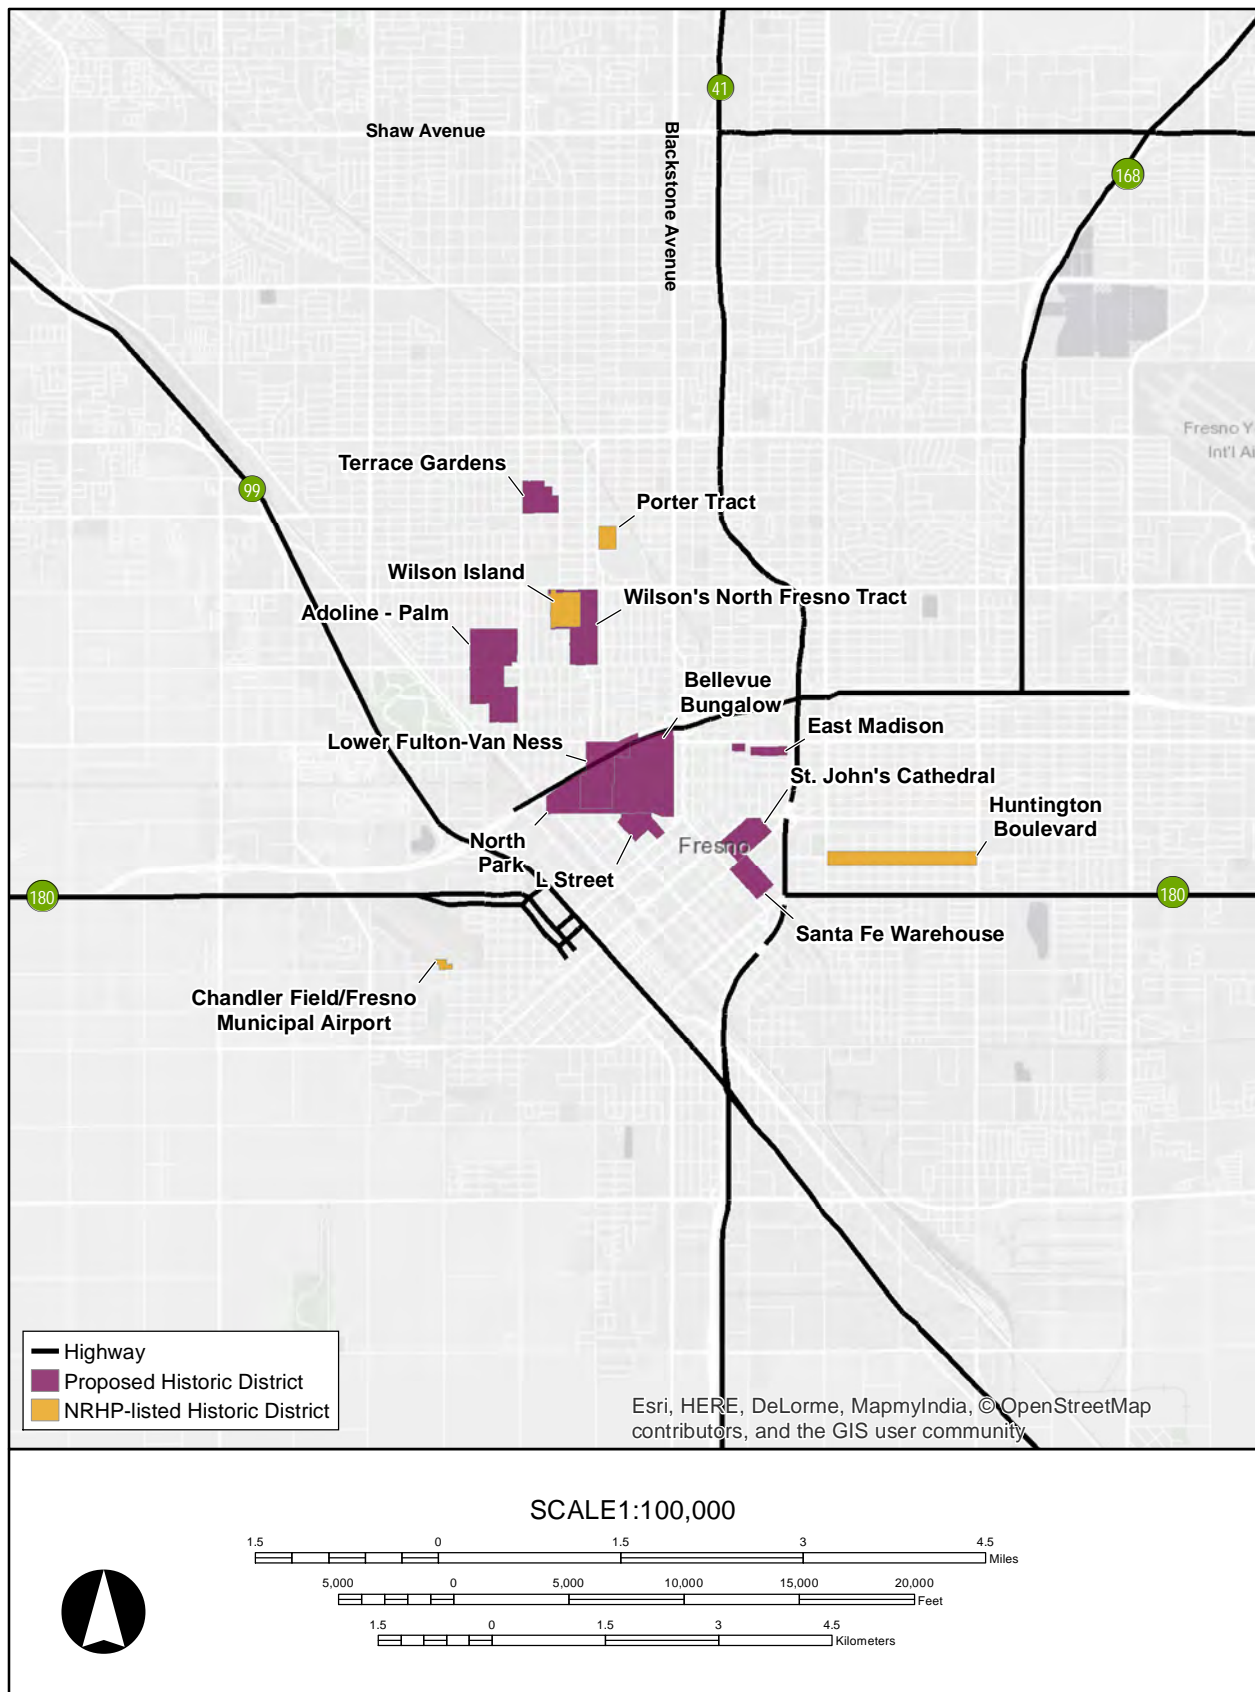 41
Shaw Avenue
Blackstone Avenue
168
Fresno Y
Int'l Ai
Terrace Gardens
99
Porter Tract
Wilson Island
Wilson's North Fresno Tract
Adoline - Palm
Bellevue
Bungalow
East Madison
Lower Fulton-Van Ness
St. John's Cathedral
Huntington
Boulevard
North
Park
Fresno
L Street
180
180
Santa Fe Warehouse
Chandler Field/Fresno
Municipal Airport
Highway
Proposed Historic District
NRHP-listed Historic District
Esri, HERE, DeLorme, MapmyIndia, © OpenStreetMap
contributors, and the GIS user community
SCALE1:100,000
1.5 0 1.5 3 4.5
Miles
5,000 0 5,000 10,000 15,000 20,000
Feet
1.5 0 1.5 3 4.5
Kilometers